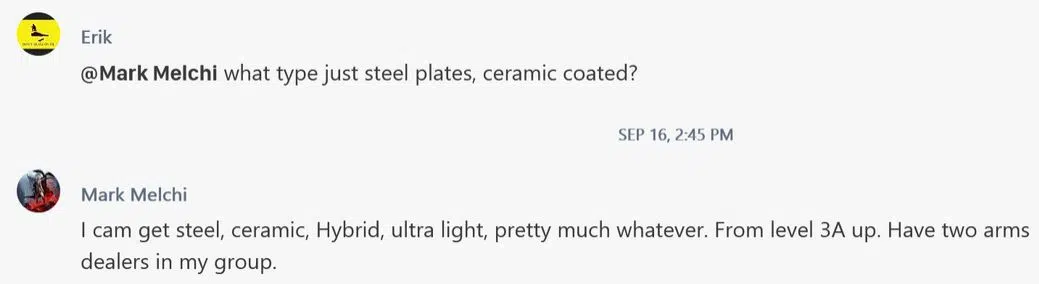 Erik
@Mark Melchi what type just steel plates, ceramic coated?
SEP 16, 2:45 PM
Mark Melchi
I cam get steel, ceramic, Hybrid, ultra light, pretty much whatever. From level 3A up. Have two arms
dealers in my group.